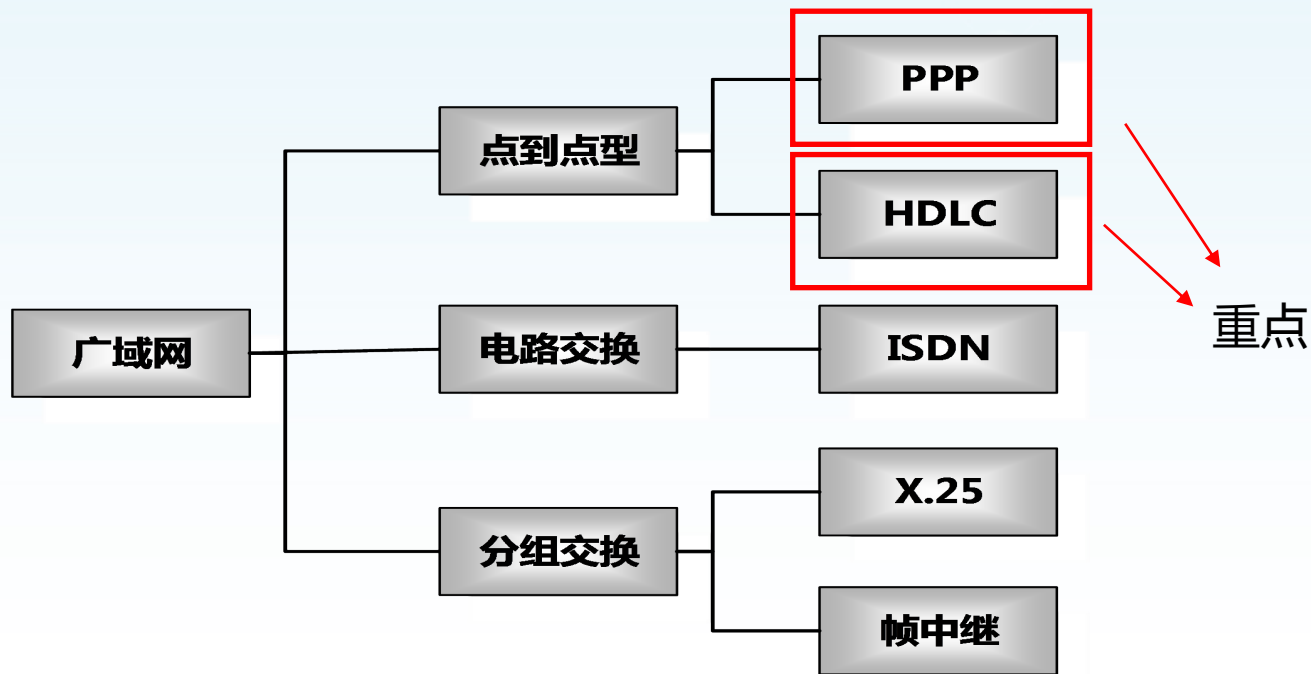 PPP
点到点型
HDLC
重点
广域网
电路交换
ISDN
X.25
分组交换
帧中继